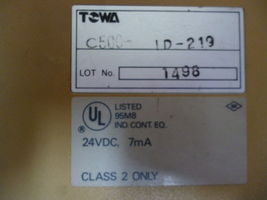 TOWA
C500- ID-219
LOT No. 1498
UL LISTED
95M8
IND CONT EQ.
24VDC, 7mA
CLASS 2 ONLY